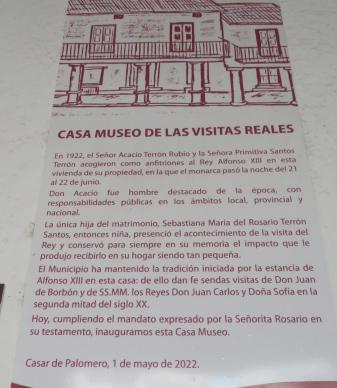 CASA MUSEO DE LAS VISITAS REALES
En 1922, el Señor Acacio Terrón Rubio y la Señora Primitiva Santos
Terrón acogieron como anfitriones al Rey Alfonso XIII en esta
vivienda de su propiedad, en la que el monarca pasó la noche del 21
al 22 de junio.
Don Acacio fue hombre destacado de la época, con
responsabilidades públicas en los ámbitos local, provincial y
nacional.
La única hija del matrimonio, Sebastiana María del Rosario Terrón
Santos, entonces niña, presenció el acontecimiento de la visita del
Rey y conservó para siempre en su memoria el impacto que le
produjo recibirlo en su hogar siendo tan pequeña.
El Municipio ha mantenido la tradición iniciada por la estancia de
Alfonso XIII en esta casa: de ello dan fe sendas visitas de Don Juan
de Borbón y de SS.MM. los Reyes Don Juan Carlos y Doña Sofía en la
segunda mitad del siglo XX.
Hoy, cumpliendo el mandato expresado por la Señorita Rosario en
su testamento, inauguramos esta Casa Museo.
Casar de Palomero, 1 de mayo de 2022.